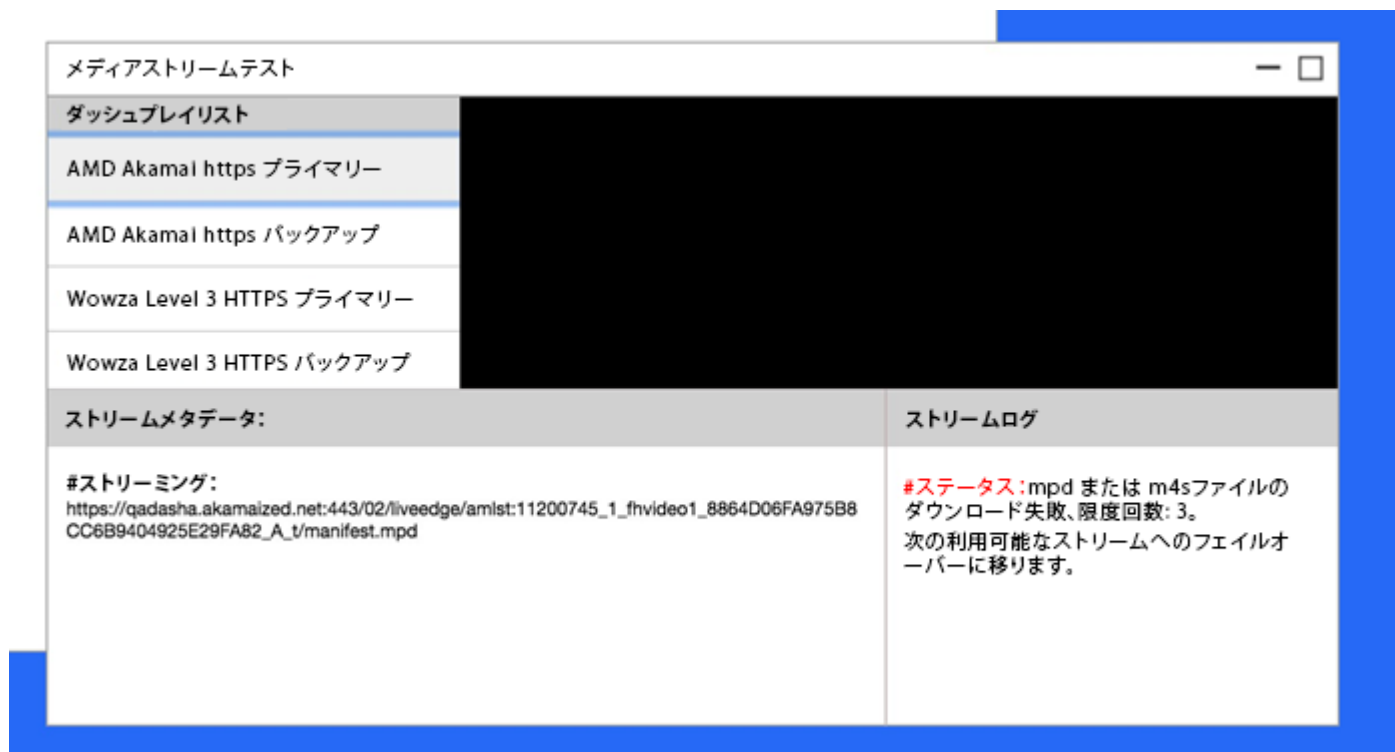 メディアストリームテスト
ダッシュプレイリスト
AMD Akamai https プライマリー
AMD Akamai https バックアップ
Wowza Level 3 HTTPS プライマリー
Wowza Level 3 HTTPS バックアップ
ストリームメタデータ:
#ストリーミング:
https://qadasha.akamaized.net:443/02/liveedge/amlst:11200745_1_fhvideo1_8864D06FA975B8
CC6B9404925E29FA82_A_t/manifest.mpd
ストリームログ
#ステータス:mpd または m4sファイルの
ダウンロード失敗、限度回数: 3。
次の利用可能なストリームへのフェイルオ
ーバーに移ります。